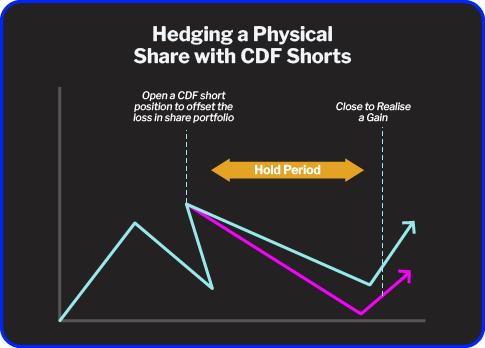 Hedging a Physical
Share with CDF Shorts
Open a CDF short
position to offset the
loss in share portfolio
Close to Realise
a Gain
Hold Period